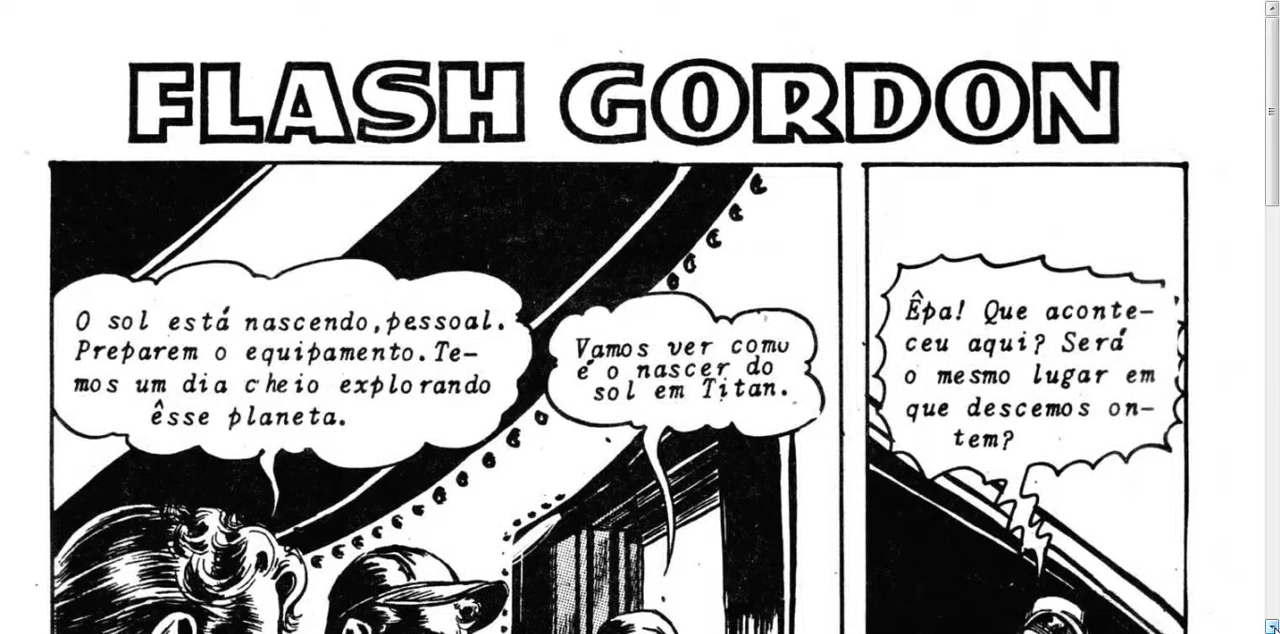 FLASH GORDON
O sol está nascendo, pessoal.
Preparem o equipamento. Te-
mos um dia cheio explorando
êsse planeta.
Vamos ver como
é o nascer do
sol em Titan.
Êpa! Que aconte-
ceu aqui? Será
o mesmo lugar em
que descemos on-
tem?